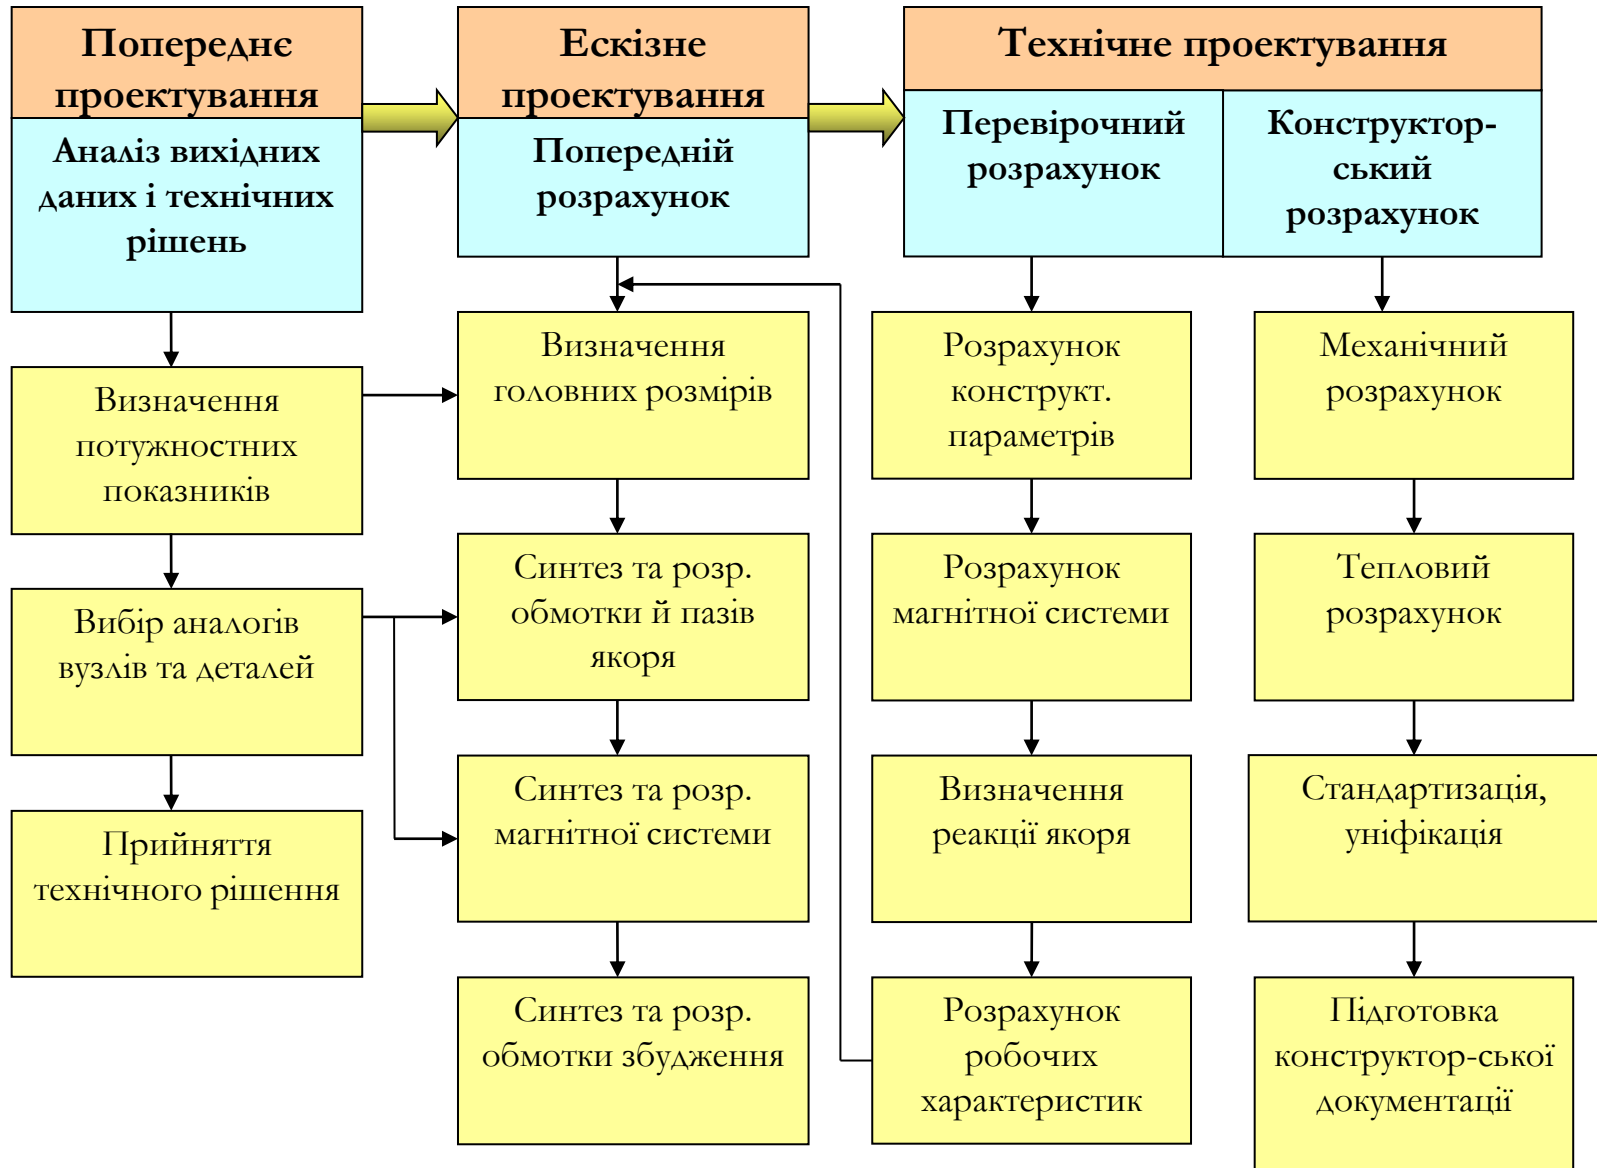 Попереднє
проектування
Аналіз вихідних
даних і технічних
рішень
Визначення
потужностних
показників
Вибір аналогів
вузлів та деталей
Прийняття
технічного рішення
Ескізне
проектування
Попередній
розрахунок
Визначення
головних розмірів
Синтез та розр.
обмотки й пазів
якоря
Синтез та розр.
магнітної системи
Синтез та розр.
обмотки збудження
Технічне проектування
Перевірочний
розрахунок
Розрахунок
конструкт.
параметрів
Розрахунок
магнітної системи
Визначення
реакції якоря
Розрахунок
робочих
характеристик
Конструктор-
ський
розрахунок
Механічний
розрахунок
Тепловий
розрахунок
Стандартизація,
уніфікація
Підготовка
конструктор-ської
документації